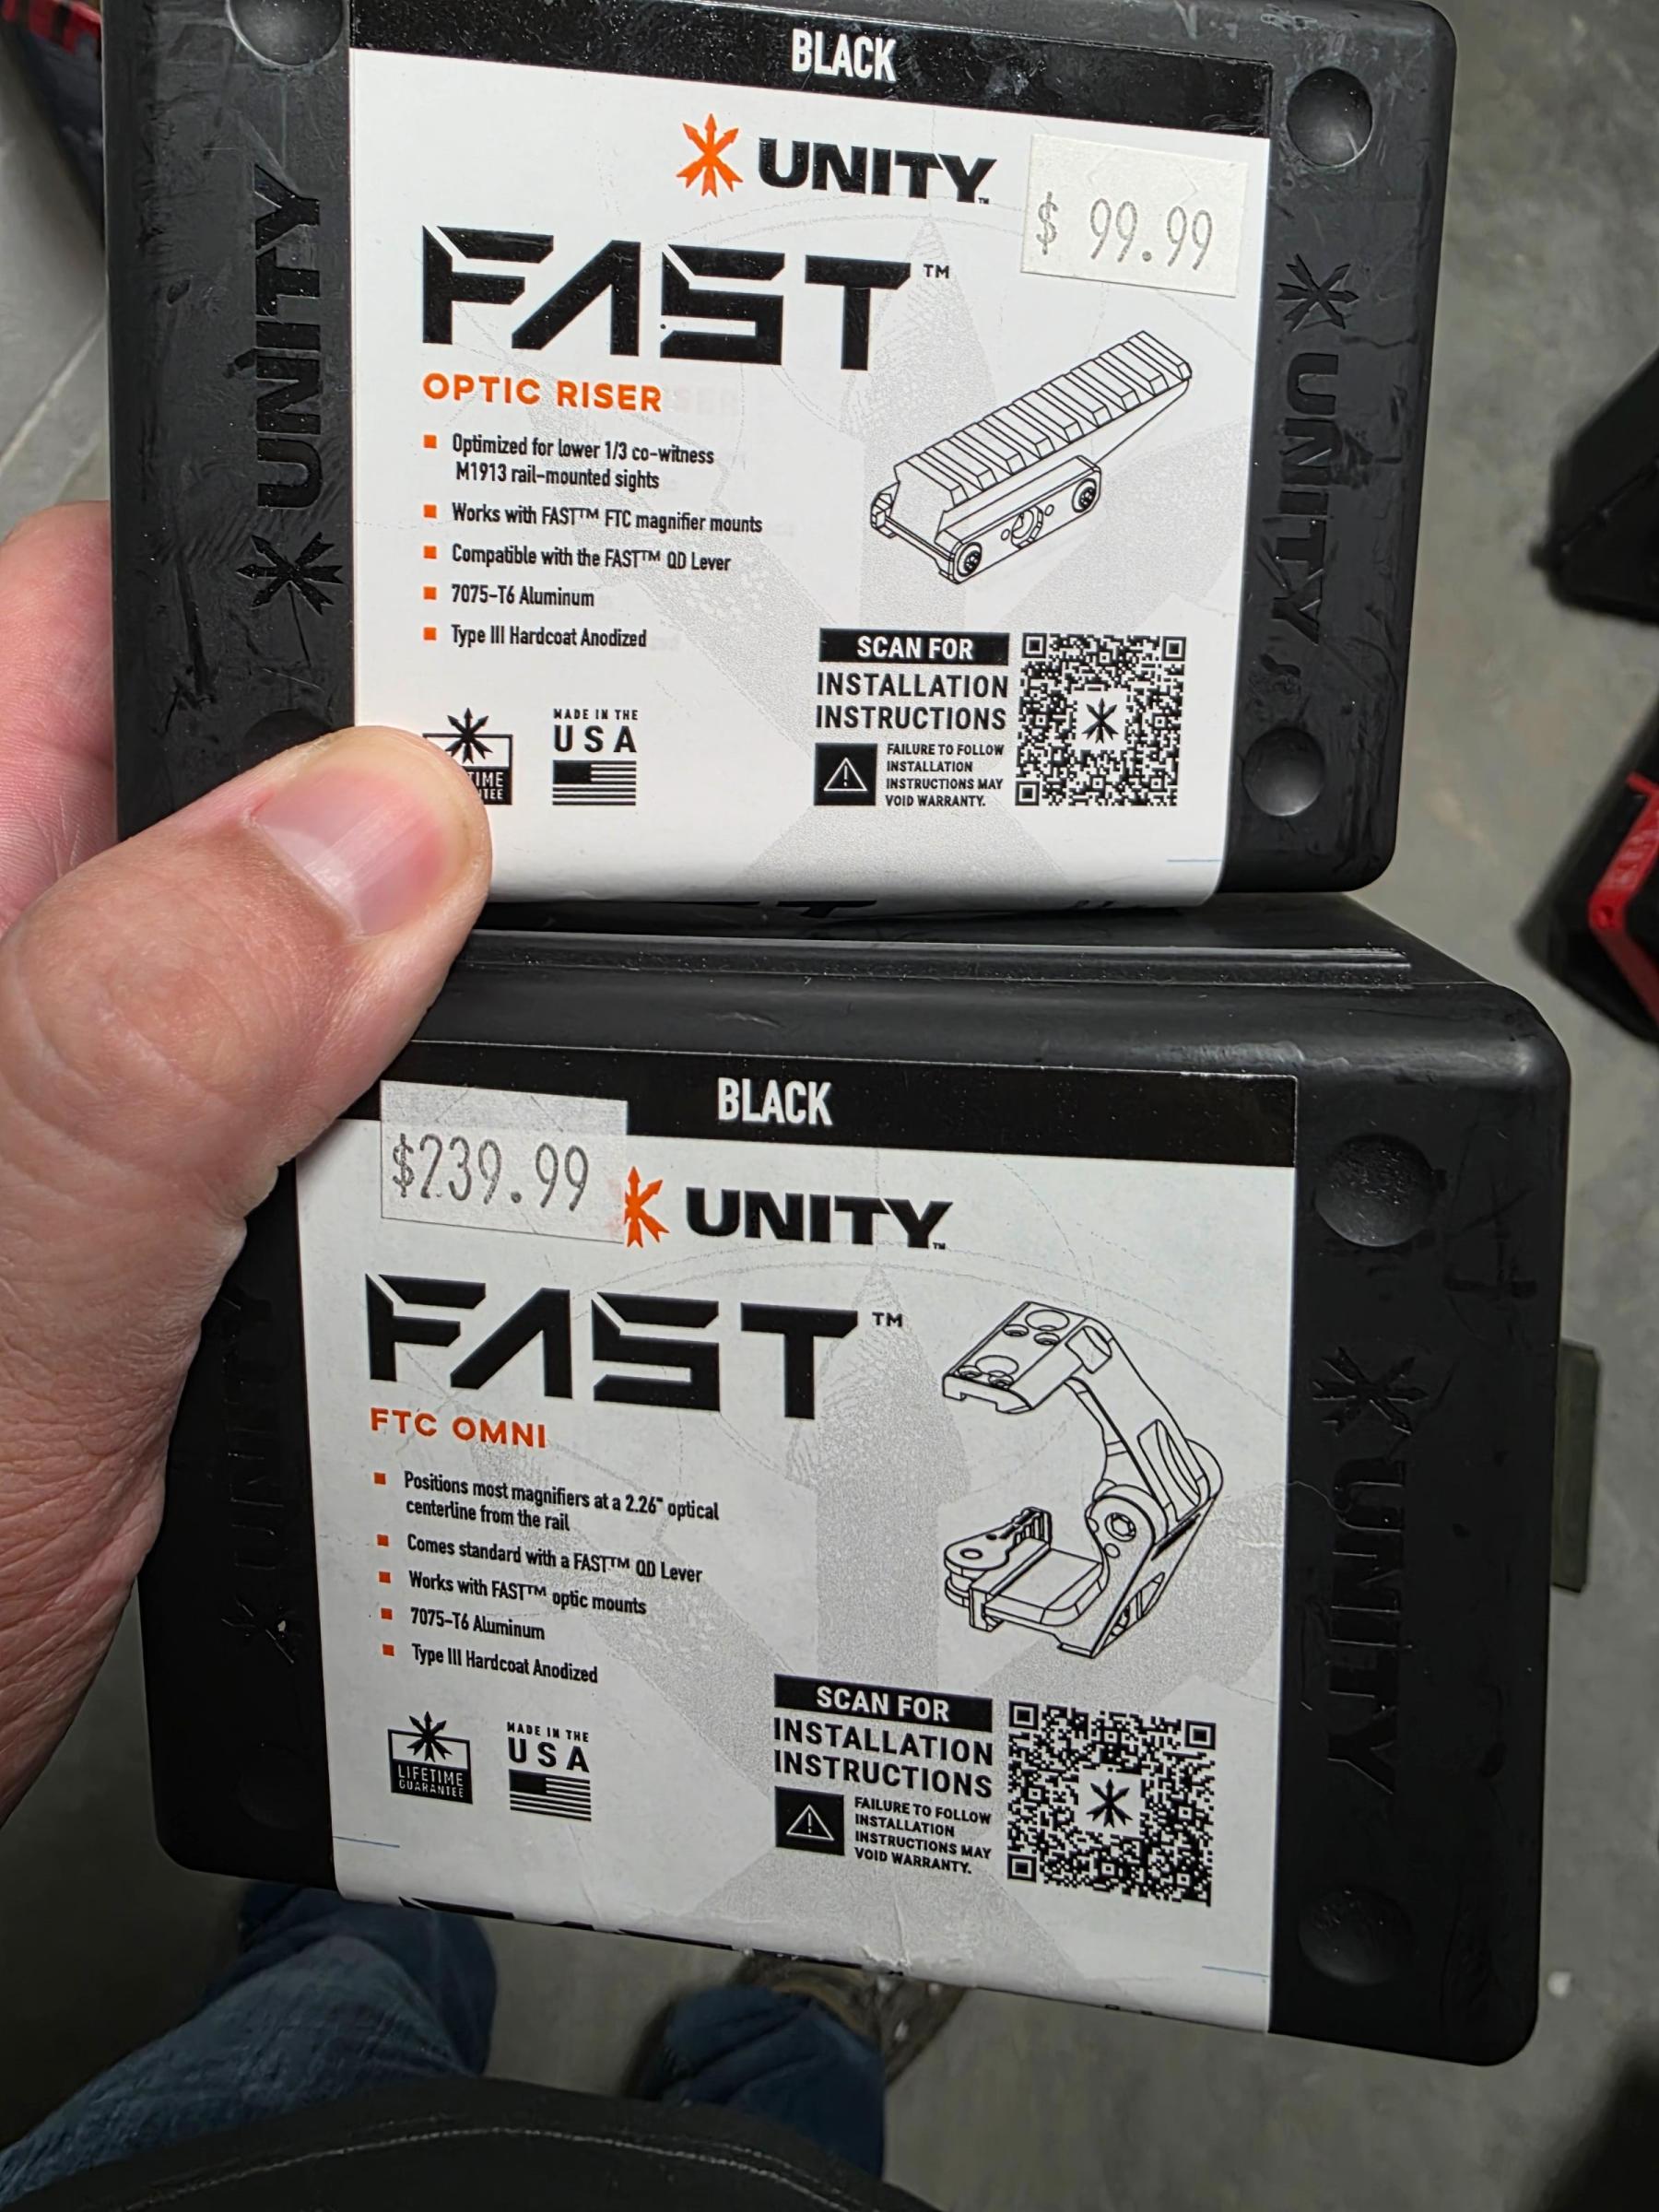 BLACK
UNITY™
$ 99.99
FAST™
OPTIC RISER
Optimized for lower 1/3 co-witness
M1913 rail-mounted sights
Works with FAST™ FTC magnifier mounts
Compatible with the FAST™ QD Lever
7075-T6 Aluminum
Type III Hardcoat Anodized
MADE IN THE
USA
SCAN FOR
INSTALLATION
INSTRUCTIONS
FAILURE TO FOLLOW
INSTALLATION
INSTRUCTIONS MAY
VOID WARRANTY.
UNITY
UNITY
BLACK
$239.99
UNITY™
FAST™
FTC OMNI
Positions most magnifiers at a 2.26" optical
centerline from the rail
Comes standard with a FAST™ QD Lever
Works with FAST™ optic mounts
7075-T6 Aluminum
Type III Hardcoat Anodized
LIFETIME
GUARANTEE
MADE IN THE
USA
SCAN FOR
INSTALLATION
INSTRUCTIONS
FAILURE TO FOLLOW
INSTALLATION
INSTRUCTIONS MAY
VOID WARRANTY.
UNITY
UNITY